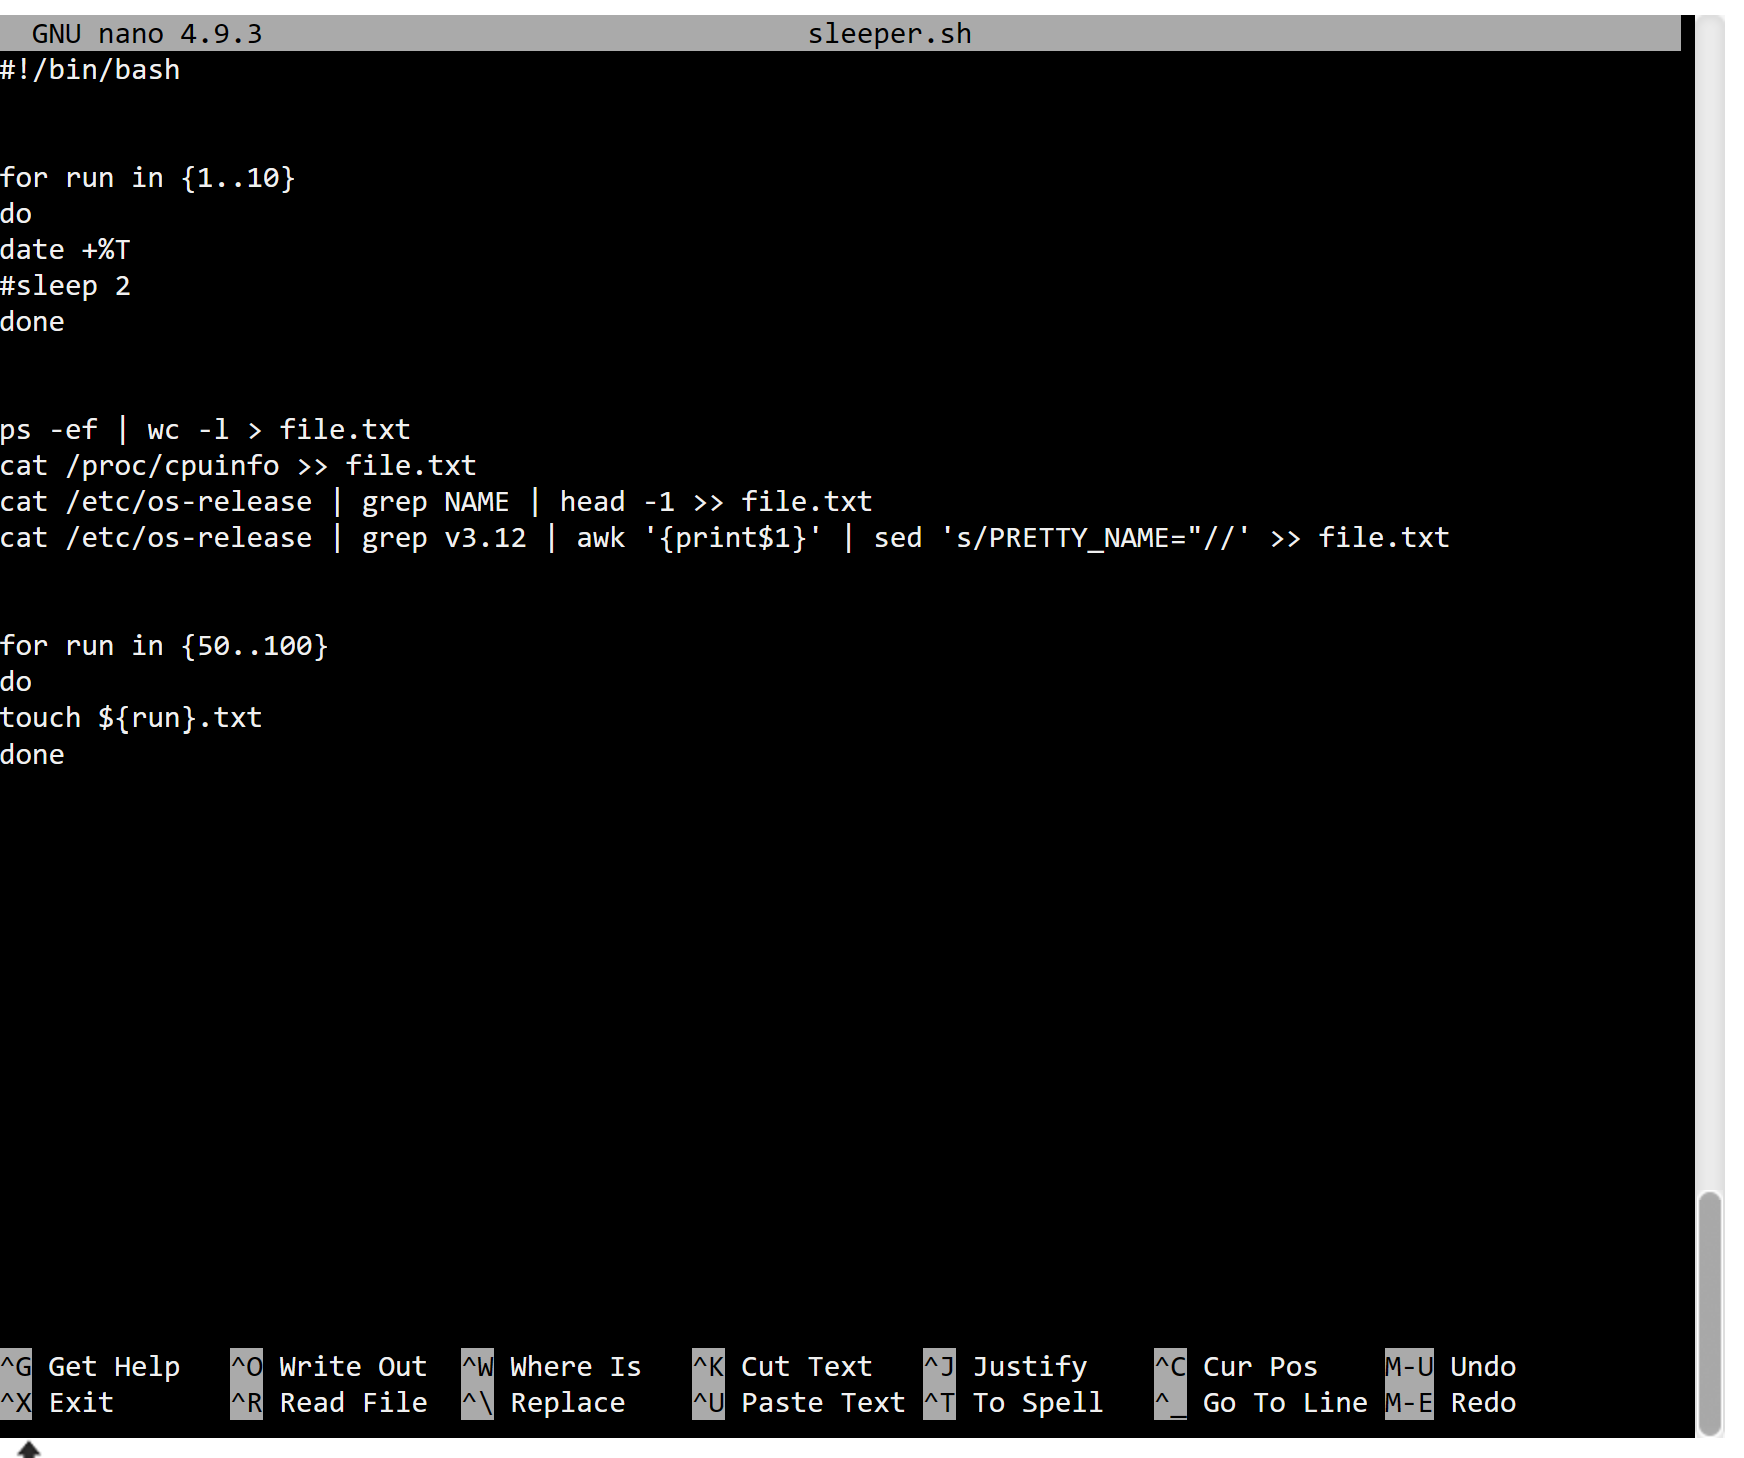 GNU nano 4.9.3 sleeper.sh
#!/bin/bash
for run in {1..10}
do
date +%T
#sleep 2
done
ps -ef | wc -l > file.txt
cat /proc/cpuinfo >> file.txt
cat /etc/os-release | grep NAME | head -1 >> file.txt
cat /etc/os-release | grep v3.12 | awk '{print$1}' | sed 's/PRETTY_NAME="//' >> file.txt
for run in {50..100}
do
touch ${run}.txt
done
^G Get Help ^O Write Out ^W Where Is ^K Cut Text ^J Justify ^C Cur Pos M-U Undo
^X Exit ^R Read File ^\ Replace ^U Paste Text ^T To Spell ^_ Go To Line M-E Redo